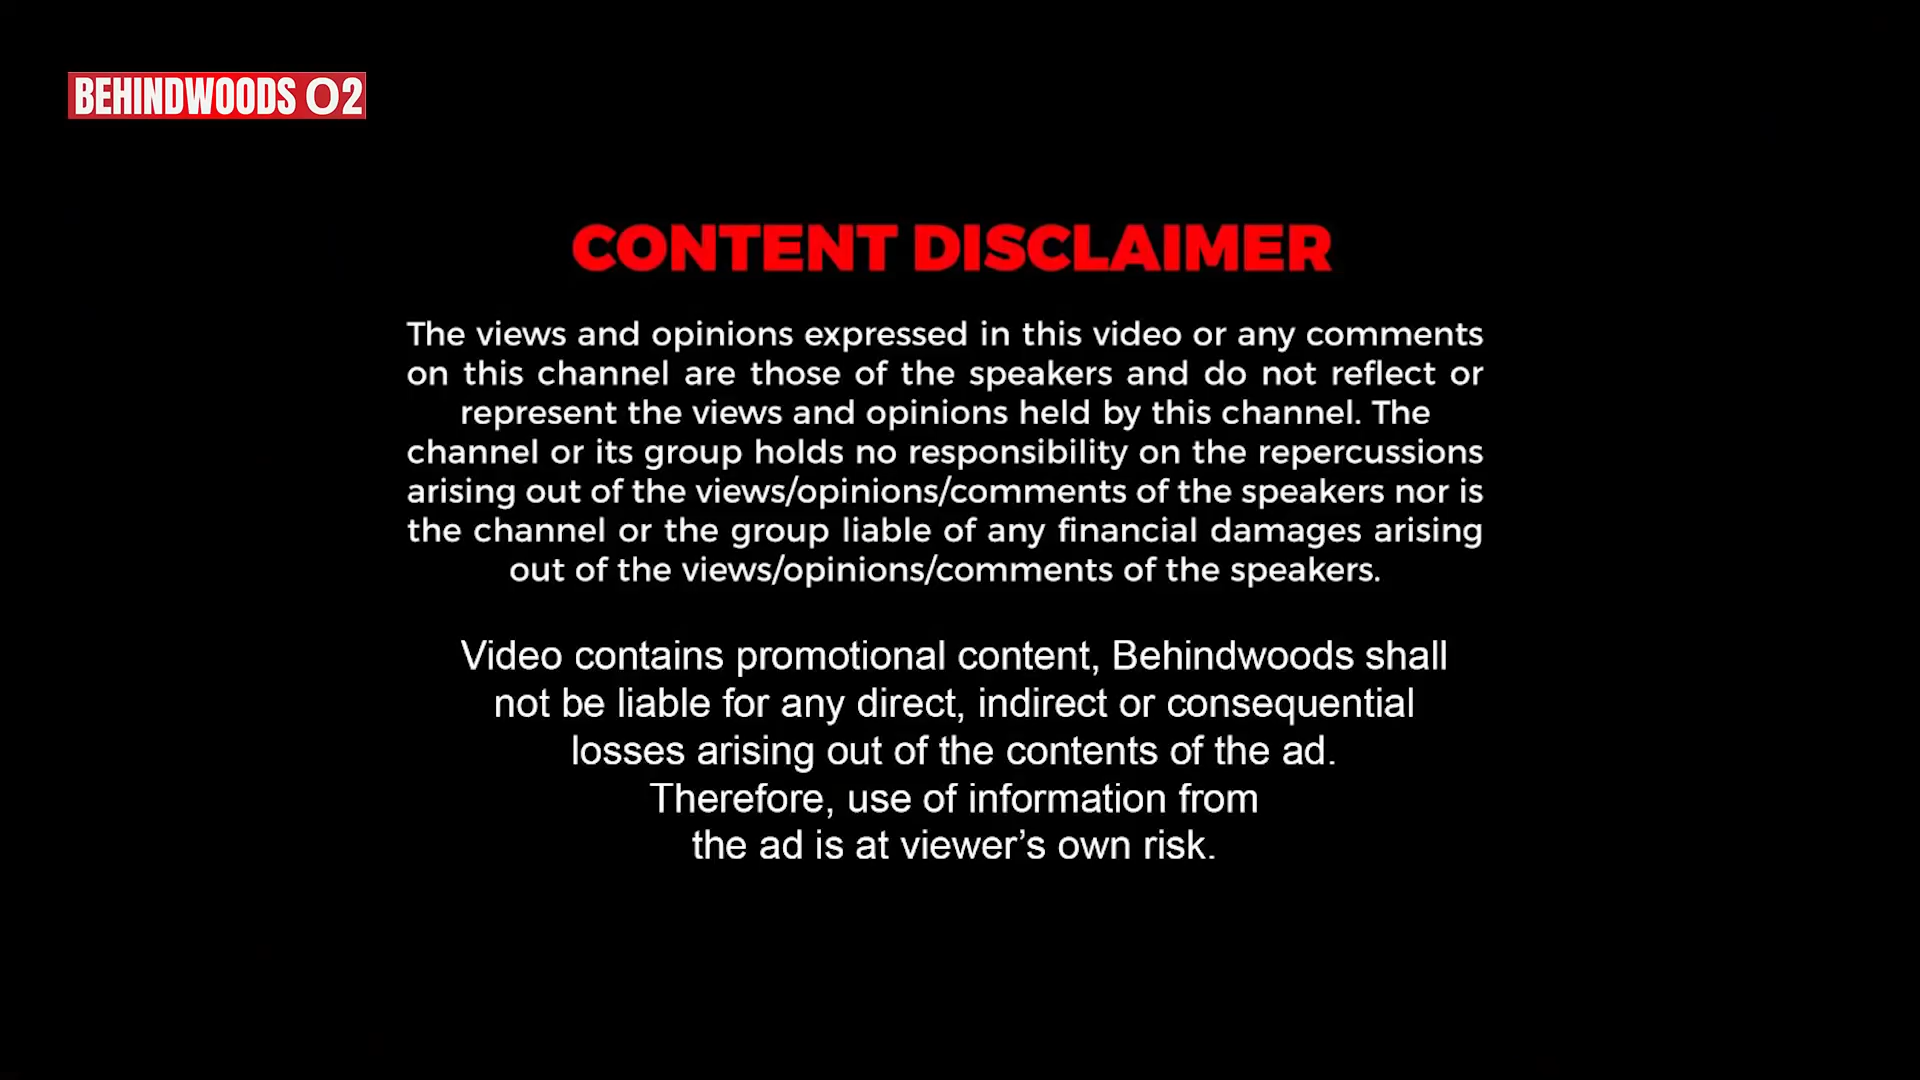 BEHINDWOODS O2
CONTENT DISCLAIMER
The views and opinions expressed in this video or any comments
on this channel are those of the speakers and do not reflect or
represent the views and opinions held by this channel. The
channel or its group holds no responsibility on the repercussions
arising out of the views/opinions/comments of the speakers nor is
the channel or the group liable of any financial damages arising
out of the views/opinions/comments of the speakers.
Video contains promotional content, Behindwoods shall
not be liable for any direct, indirect or consequential
losses arising out of the contents of the ad.
Therefore, use of information from
the ad is at viewer’s own risk.